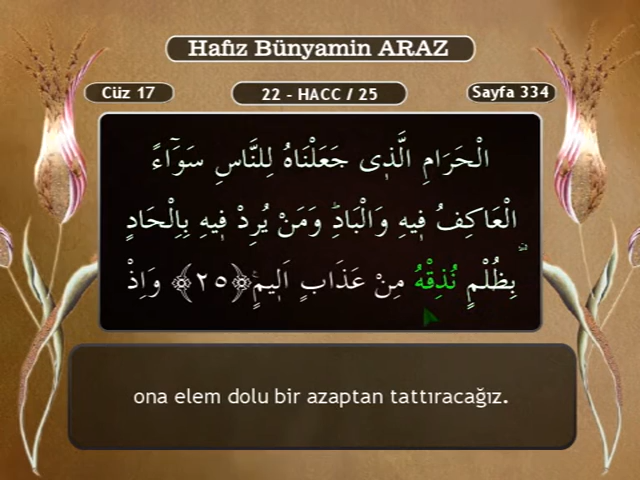 Hafız Bünyamin ARAZ
Cüz 17
22 - HACC / 25
Sayfa 334
الْحَرَامِ الَّذ۪ى جَعَلْنَاهُ لِلنَّاسِ سَوَٓاءً
الْعَاكِفُ ف۪يهِ وَالْبَادِۜ وَمَنْ يُرِدْ ف۪يهِ بِاِلْحَادٍ
بِظُلْمٍ نُذِقْهُ مِنْ عَذَابٍ اَل۪يمٍ۟ ﴿٢٥﴾ وَاِذْ
ona elem dolu bir azaptan tattıracağız.